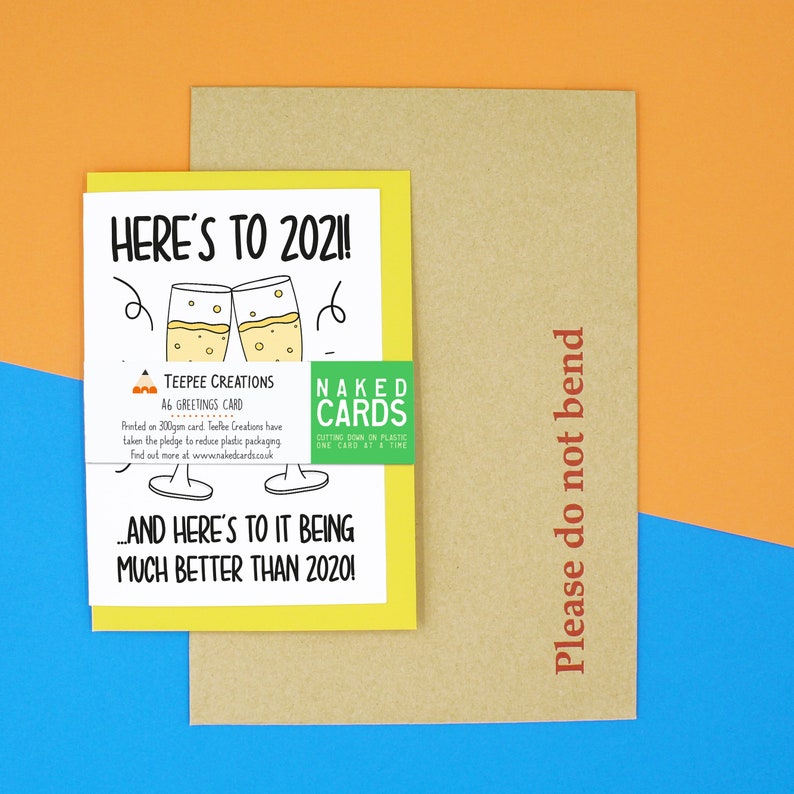 HERE'S TO 2021!
TEEPEE CREATIONS
A6 GREETINGS CARD
Printed on 300gsm card. TeePee Creations have
taken the pledge to reduce plastic packaging.
Find out more at www.nakedcards.co.uk
NAKED
CARDS
CUTTING DOWN ON PLASTIC
ONE CARD AT A TIME
...AND HERE'S TO IT BEING
MUCH BETTER THAN 2020!
Please do not bend